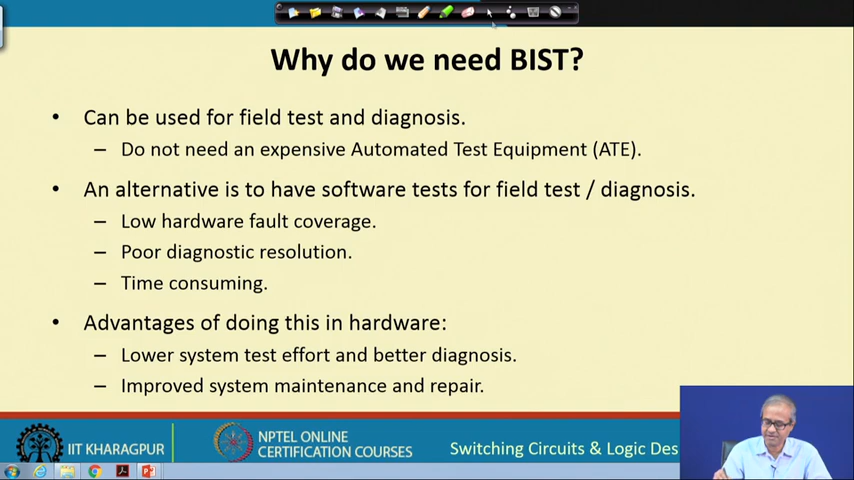 Why do we need BIST?
• Can be used for field test and diagnosis.
– Do not need an expensive Automated Test Equipment (ATE).
• An alternative is to have software tests for field test / diagnosis.
– Low hardware fault coverage.
– Poor diagnostic resolution.
– Time consuming.
• Advantages of doing this in hardware:
– Lower system test effort and better diagnosis.
– Improved system maintenance and repair.
IIT KHARAGPUR
NPTEL ONLINE
CERTIFICATION COURSES
Switching Circuits & Logic Des